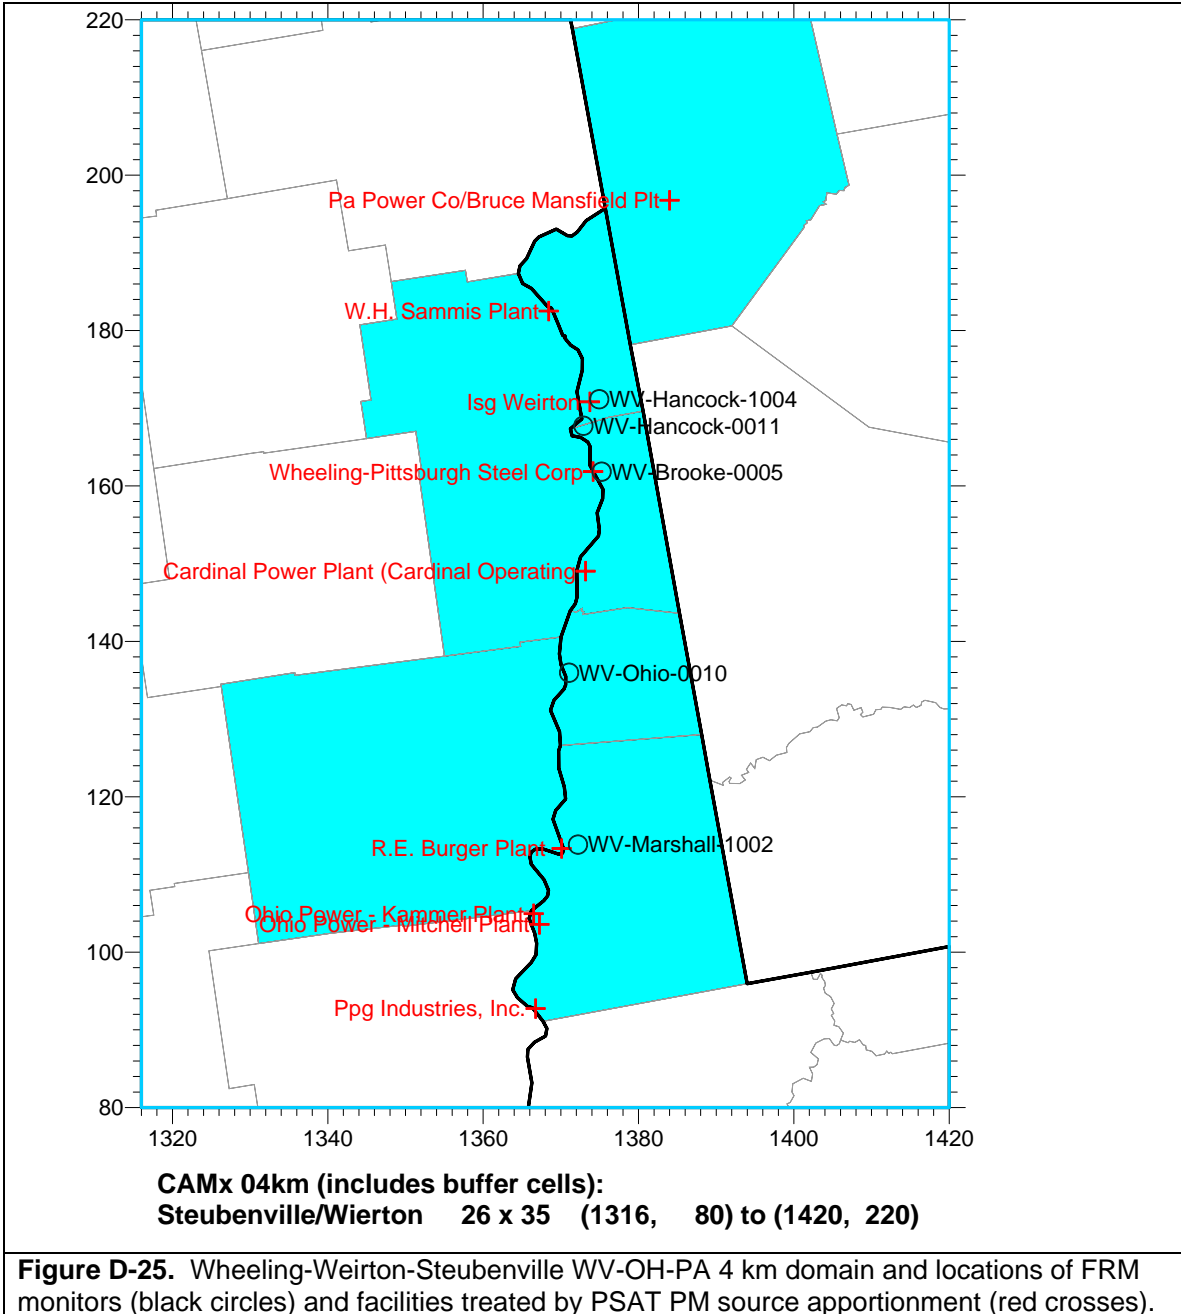 220
200
180
160
140
120
100
80
Pa Power Co/Bruce Mansfield Plt
W.H. Sammis Plant
Isg Weirton
WV-Hancock-1004
WV-Hancock-0011
Wheeling-Pittsburgh Steel Corp
WV-Brooke-0005
Cardinal Power Plant (Cardinal Operating
WV-Ohio-0010
R.E. Burger Plant
WV-Marshall-1002
Ohio Power - Kammer Plant
Ohio Power - Mitchell Plant
Ppg Industries, Inc.
1320 1340 1360 1380 1400 1420
CAMx 04km (includes buffer cells):
Steubenville/Wierton 26 x 35 (1316, 80) to (1420, 220)
Figure D-25. Wheeling-Weirton-Steubenville WV-OH-PA 4 km domain and locations of FRM
monitors (black circles) and facilities treated by PSAT PM source apportionment (red crosses).